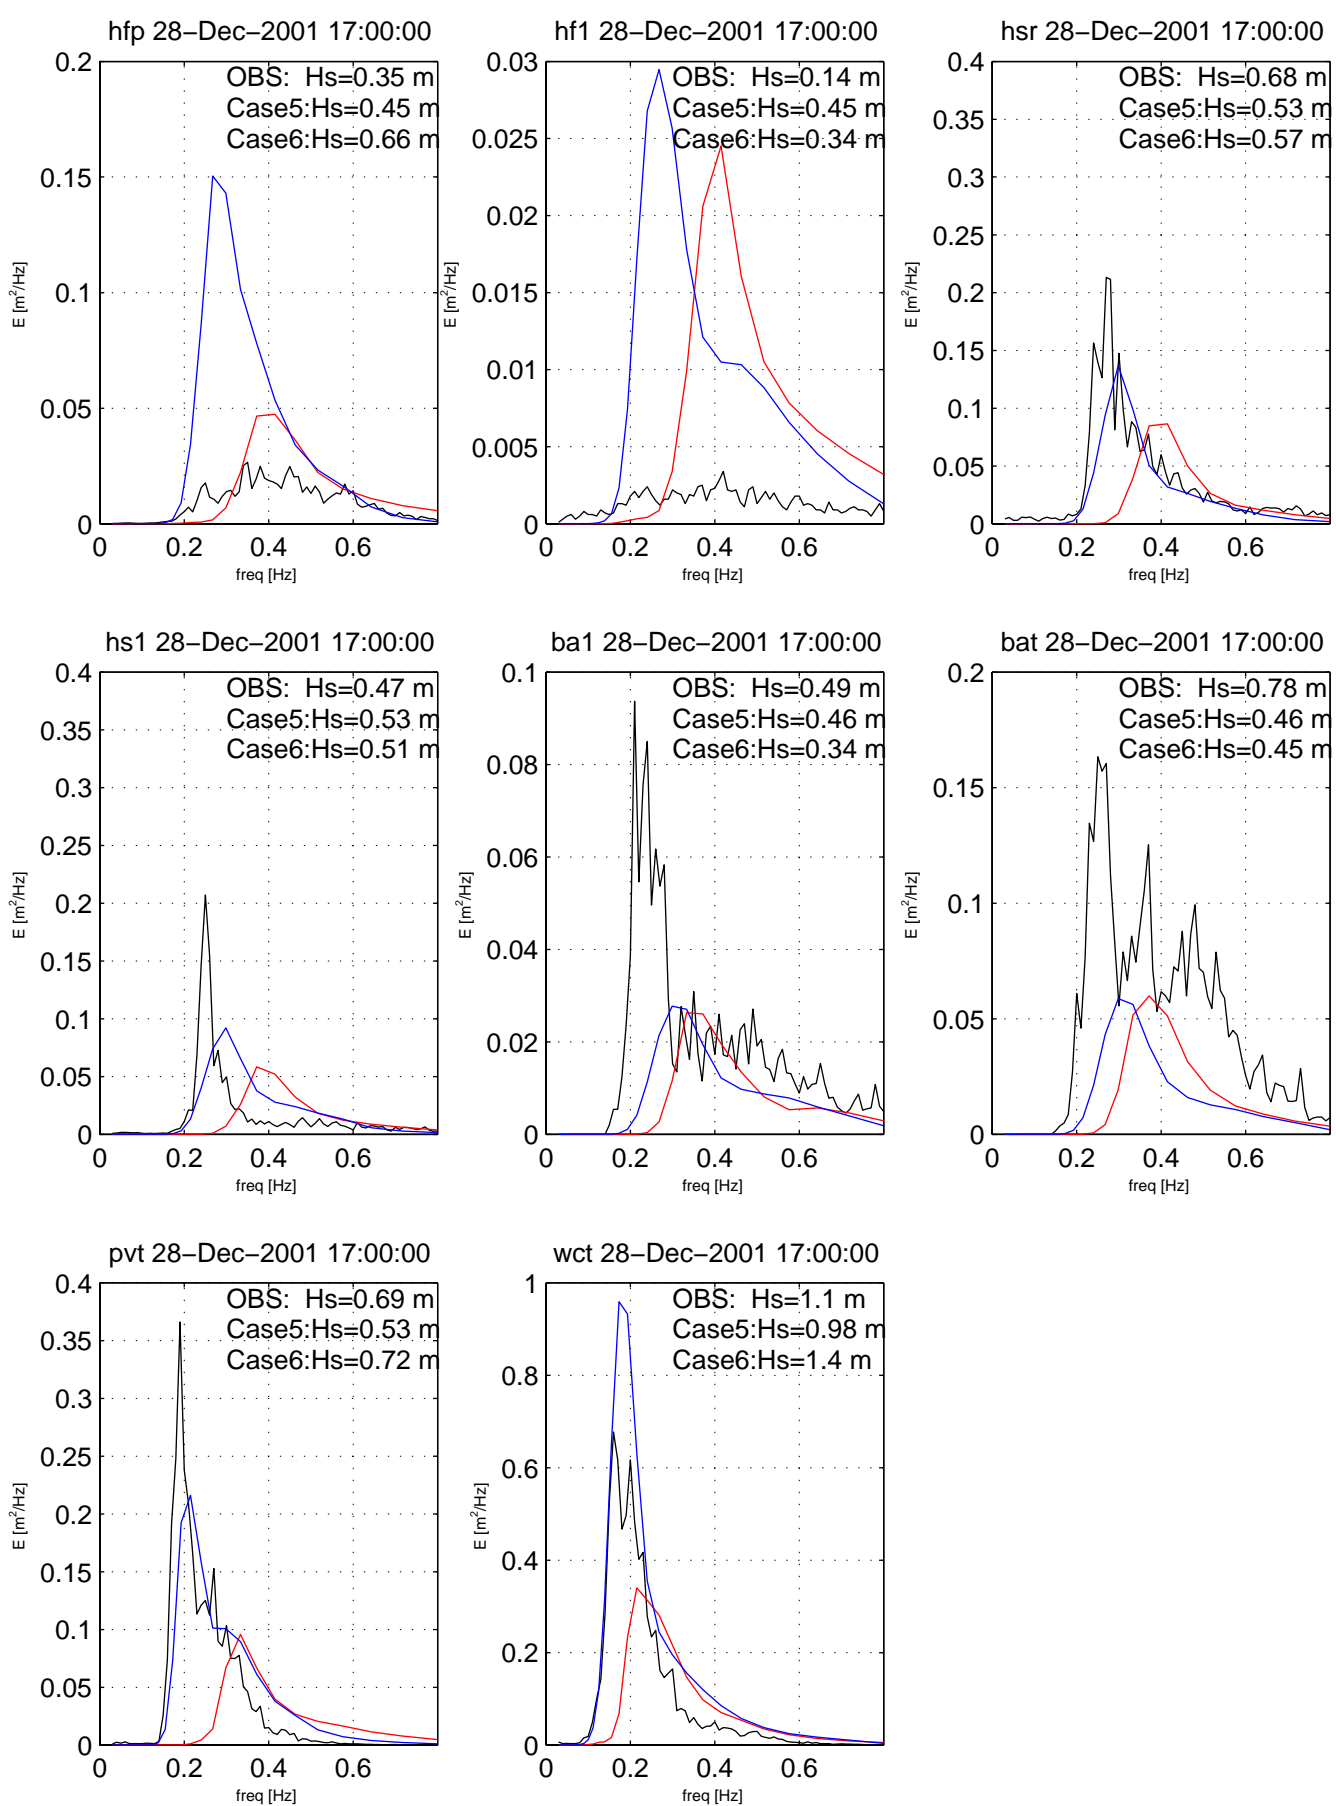 hfp 28−Dec−2001 17:00:00
OBS: Hs=0.35 m
Case5:Hs=0.45 m
Case6:Hs=0.66 m
0.2
0.15
0.1
0.05
0
0 0.2 0.4 0.6
E [m²/Hz]
freq [Hz]
hf1 28−Dec−2001 17:00:00
OBS: Hs=0.14 m
Case5:Hs=0.45 m
Case6:Hs=0.34 m
0.03
0.025
0.02
0.015
0.01
0.005
0
0 0.2 0.4 0.6
E [m²/Hz]
freq [Hz]
hsr 28−Dec−2001 17:00:00
OBS: Hs=0.68 m
Case5:Hs=0.53 m
Case6:Hs=0.57 m
0.4
0.35
0.3
0.25
0.2
0.15
0.1
0.05
0
0 0.2 0.4 0.6
E [m²/Hz]
freq [Hz]
hs1 28−Dec−2001 17:00:00
OBS: Hs=0.47 m
Case5:Hs=0.53 m
Case6:Hs=0.51 m
0.4
0.35
0.3
0.25
0.2
0.15
0.1
0.05
0
0 0.2 0.4 0.6
E [m²/Hz]
freq [Hz]
ba1 28−Dec−2001 17:00:00
OBS: Hs=0.49 m
Case5:Hs=0.46 m
Case6:Hs=0.34 m
0.1
0.08
0.06
0.04
0.02
0
0 0.2 0.4 0.6
E [m²/Hz]
freq [Hz]
bat 28−Dec−2001 17:00:00
OBS: Hs=0.78 m
Case5:Hs=0.46 m
Case6:Hs=0.45 m
0.2
0.15
0.1
0.05
0
0 0.2 0.4 0.6
E [m²/Hz]
freq [Hz]
pvt 28−Dec−2001 17:00:00
OBS: Hs=0.69 m
Case5:Hs=0.53 m
Case6:Hs=0.72 m
0.4
0.35
0.3
0.25
0.2
0.15
0.1
0.05
0
0 0.2 0.4 0.6
E [m²/Hz]
freq [Hz]
wct 28−Dec−2001 17:00:00
OBS: Hs=1.1 m
Case5:Hs=0.98 m
Case6:Hs=1.4 m
1
0.8
0.6
0.4
0.2
0
0 0.2 0.4 0.6
E [m²/Hz]
freq [Hz]